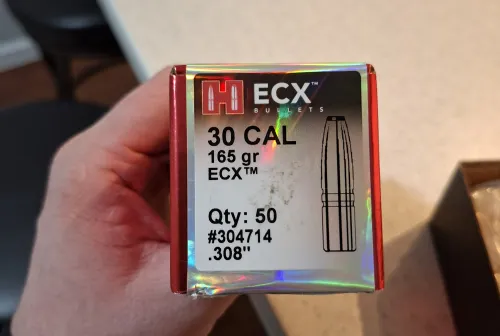 H ECX™
BULLETS
30 CAL
165 gr
ECX™
Qty: 50
#304714
.308"